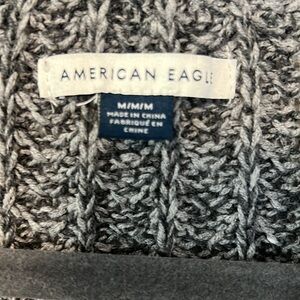 AMERICAN EAGLE
M/M/M
MADE IN CHINA
FABRIQUÉ EN
CHINE